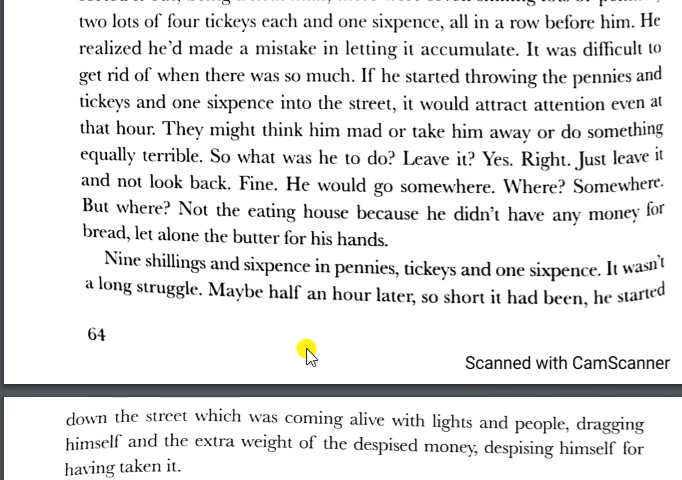 two lots of four tickeys each and one sixpence, all in a row before him. He
realized he'd made a mistake in letting it accumulate. It was difficult to
get rid of when there was so much. If he started throwing the pennies and
tickeys and one sixpence into the street, it would attract attention even at
that hour. They might think him mad or take him away or do something
equally terrible. So what was he to do? Leave it? Yes. Right. Just leave it
and not look back. Fine. He would go somewhere. Where? Somewhere.
But where? Not the eating house because he didn't have any money for
bread, let alone the butter for his hands.
Nine shillings and sixpence in pennies, tickeys and one sixpence. It wasn't
a long struggle. Maybe half an hour later, so short it had been, he started
64
Scanned with CamScanner
down the street which was coming alive with lights and people, dragging
himself and the extra weight of the despised money, despising himself for
having taken it.